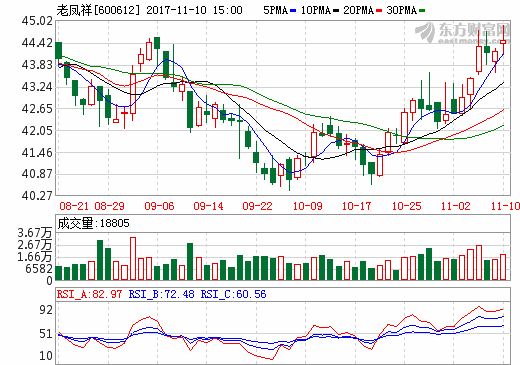 老凤祥[600612] 2017-11-10 15:00 5PMA 10PMA 20PMA 30PMA
东方财富网
eastmoney.com
45.02
44.42
43.83
43.24
42.65
42.05
41.46
40.87
40.27
08-21 08-29 09-06 09-14 09-22 10-09 10-17 10-25 11-02 11-10
成交量:18805
3.67万
2.67万
1.66万
6582
0
RSI_A:82.97 RSI_B:72.48 RSI_C:60.56
92
51
10